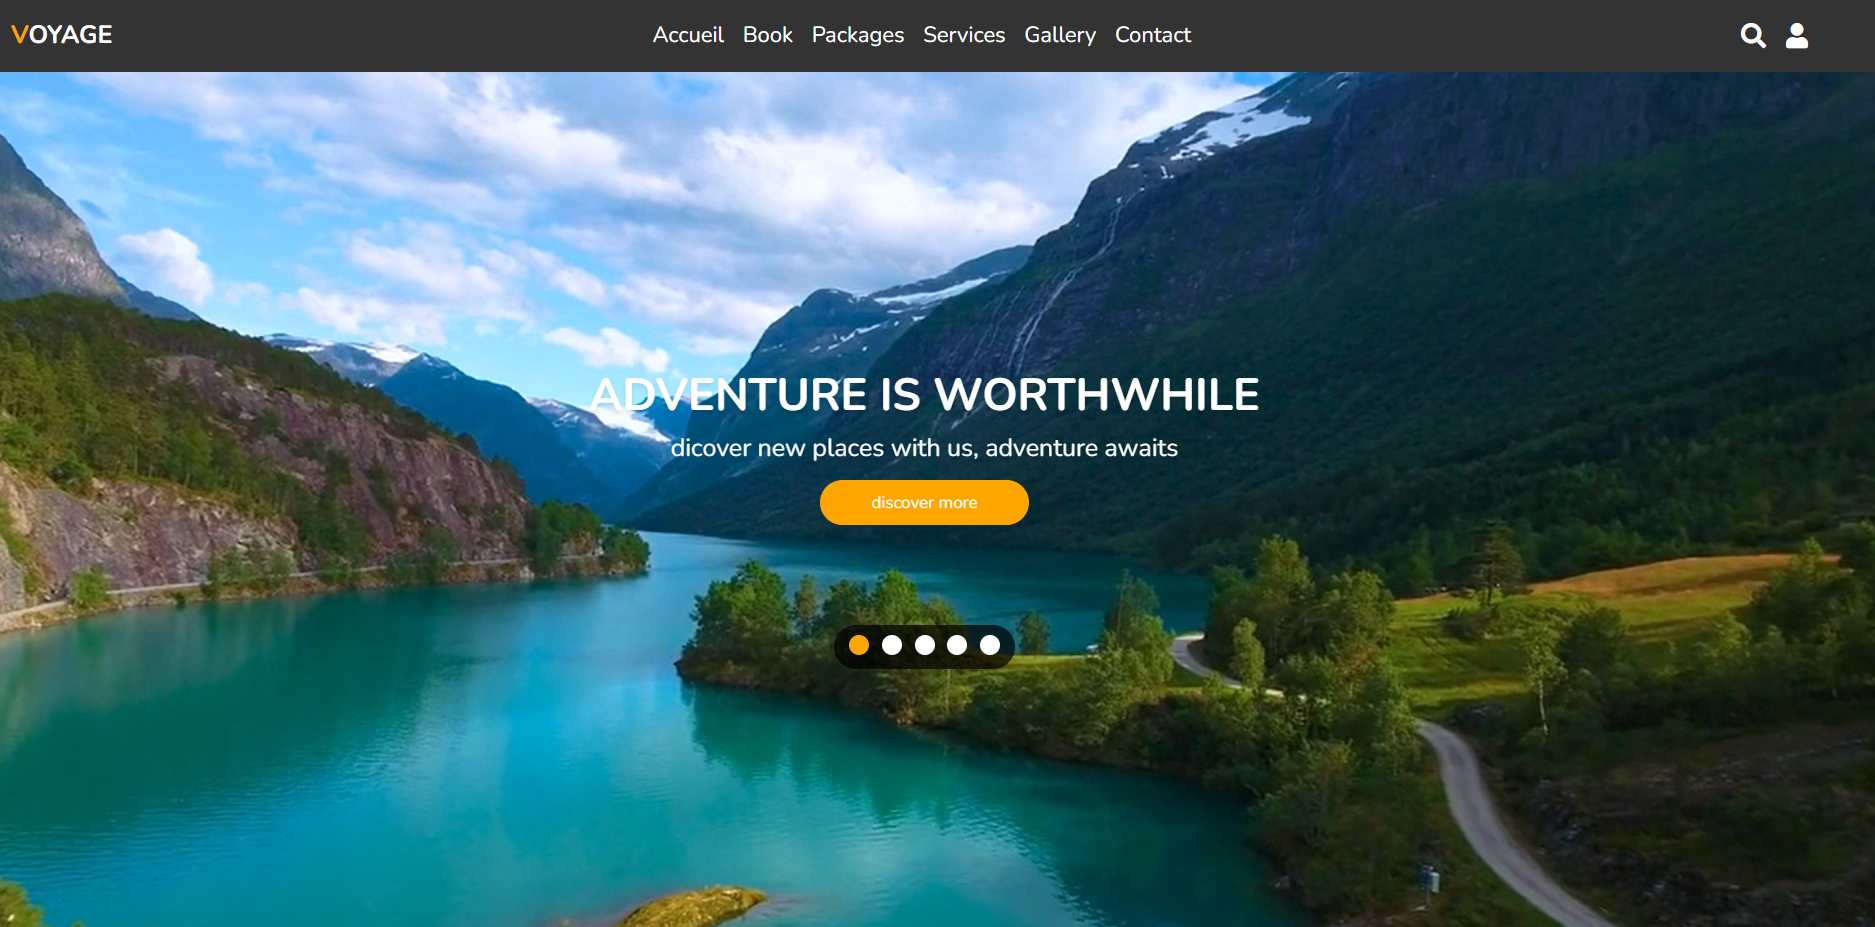 VOYAGE
Accueil Book Packages Services Gallery Contact
ADVENTURE IS WORTHWHILE
dicover new places with us, adventure awaits
discover more